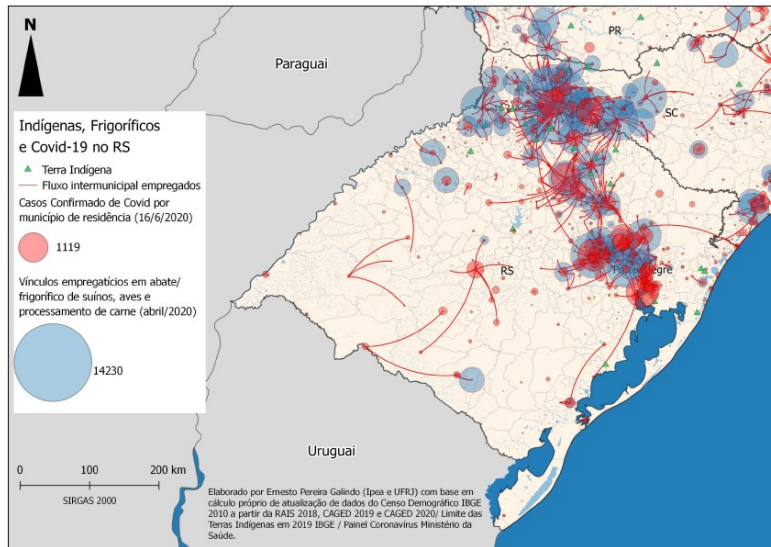 N
Paraguai
PR
SC
RS
Porto Alegre
Uruguai
Indígenas, Frigoríficos
e Covid-19 no RS
Terra Indígena
Fluxo intermunicipal empregados
Casos Confirmado de Covid por
município de residência (16/6/2020)
1119
Vínculos empregatícios em abate/
frigorífico de suínos, aves e
processamento de carne (abril/2020)
14230
0 100 200 km
SIRGAS 2000
Elaborado por Ernesto Pereira Galindo (Ipea e UFRJ) com base em
cálculo próprio de atualização de dados do Censo Demográfico IBGE
2010 a partir da RAIS 2018, CAGED 2019 e CAGED 2020/ Limite das
Terras Indígenas em 2019 IBGE / Painel Coronavírus Ministério da
Saúde.